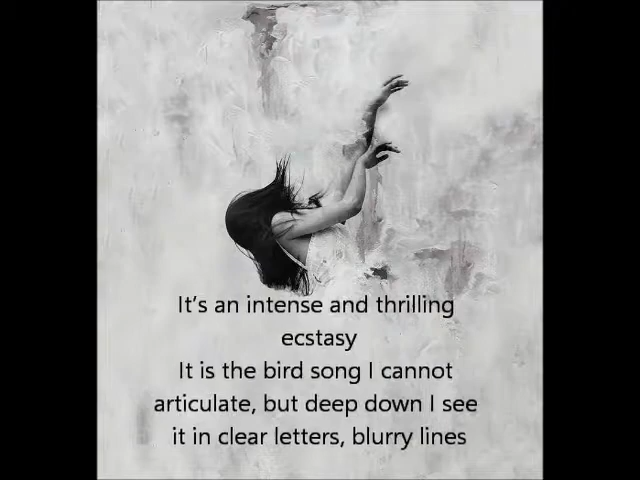 It’s an intense and thrilling
ecstasy
It is the bird song I cannot
articulate, but deep down I see
it in clear letters, blurry lines